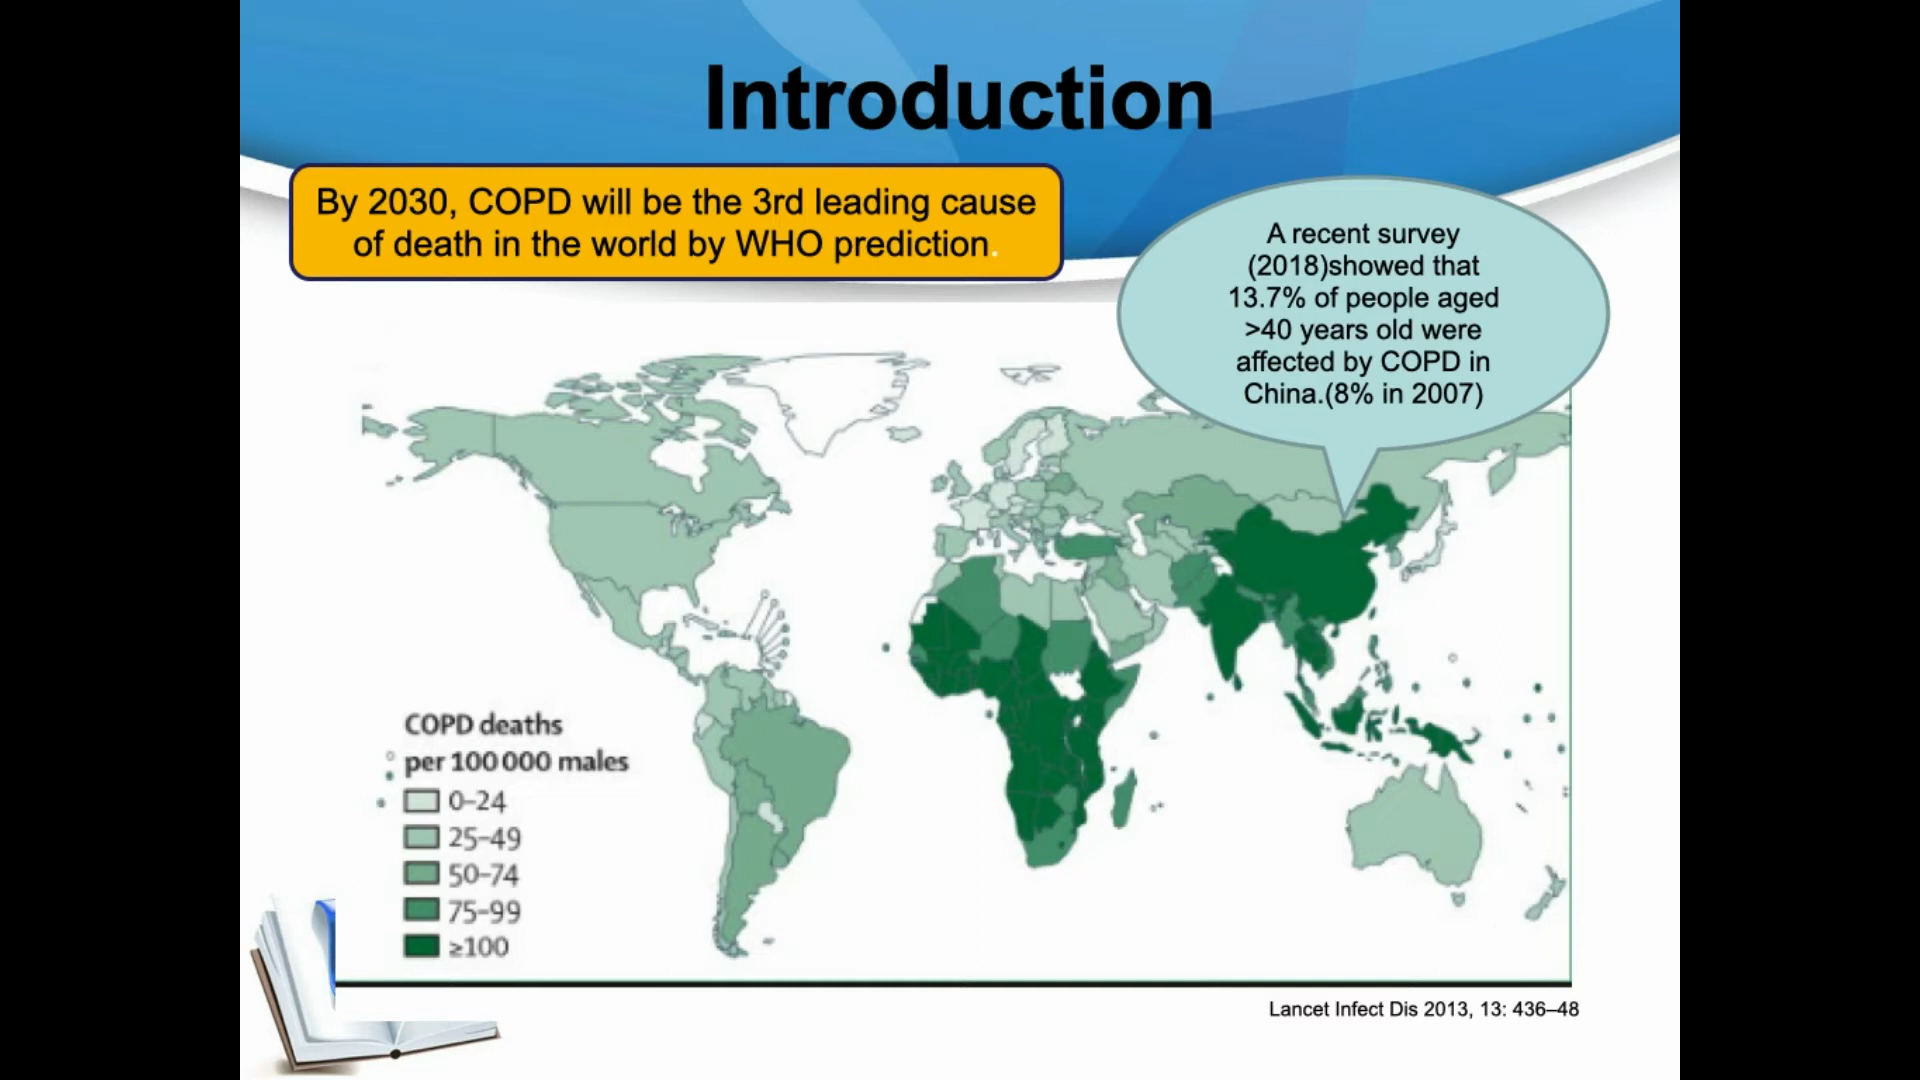 Introduction
By 2030, COPD will be the 3rd leading cause
of death in the world by WHO prediction.
A recent survey
(2018)showed that
13.7% of people aged
>40 years old were
affected by COPD in
China.(8% in 2007)
COPD deaths
per 100 000 males
0–24
25–49
50–74
75–99
≥100
Lancet Infect Dis 2013, 13: 436–48